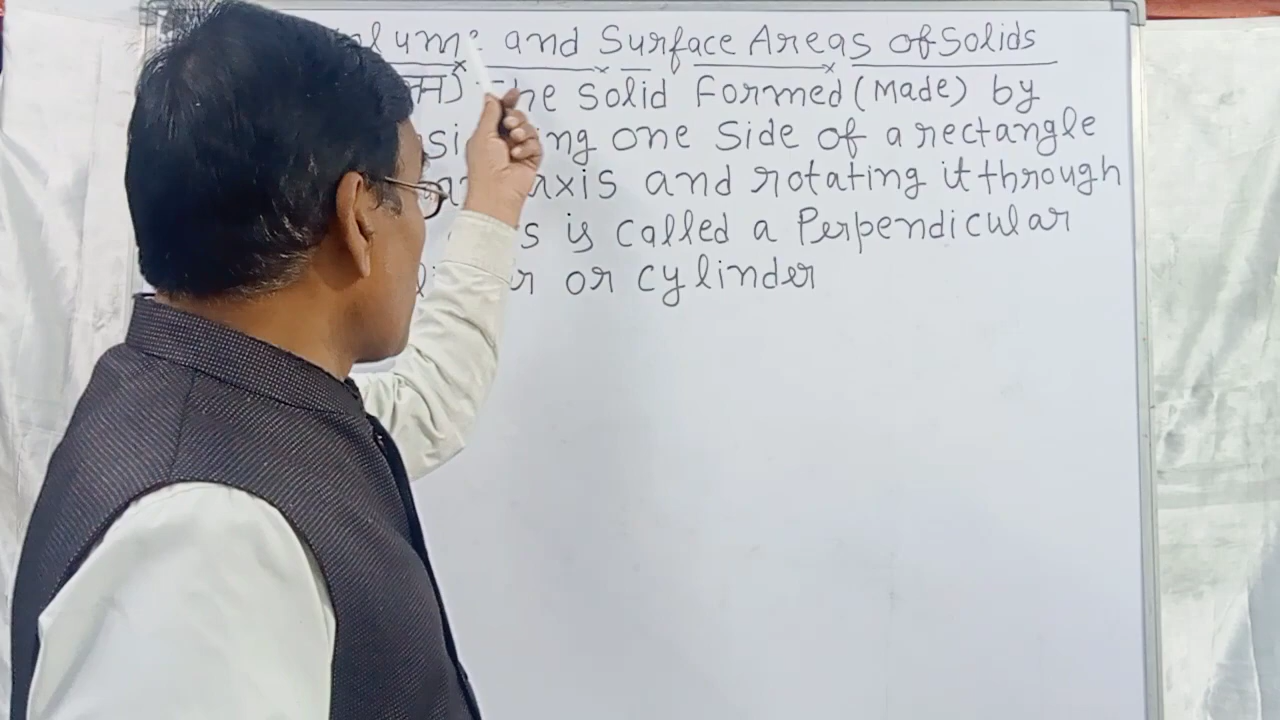 and Surface Areas of Solids
Solid Formed (Made) by
one Side of a rectangle
axis and rotating it through
is called a Perpendicular
or cylinder